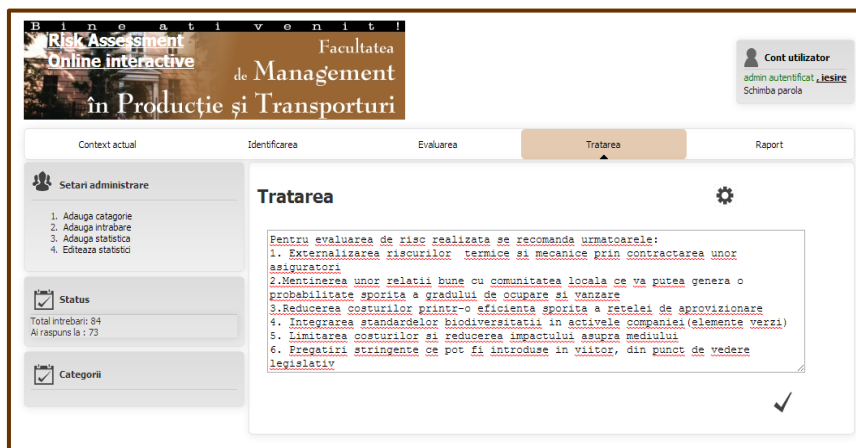 Bine ati venit!
Risk Assessment
Online interactive
Facultatea
de Management
în Producție și Transporturi
Cont utilizator
admin autentificat , iesire
Schimba parola
Context actual
Identificarea
Evaluarea
Tratarea
Raport
Setari administrare
1. Adauga catagorie
2. Adauga intrabare
3. Adauga statistica
4. Editeaza statistici
Status
Total intrebari: 84
Ai raspuns la : 73
Categorii
Tratarea
Pentru evaluarea de risc realizata se recomanda urmatoarele:
1. Externalizarea riscurilor termice si mecanice prin contractarea unor
asiguratori
2.Mentinerea unor relatii bune cu comunitatea locala ce va putea genera o
probabilitate sporita a gradului de ocupare si vanzare
3.Reducerea costurilor printr-o eficienta sporita a retelei de aprovizionare
4. Integrarea standardelor biodiversitatii in activele companiei(elemente verzi)
5. Limitarea costurilor si reducerea impactului asupra mediului
6. Pregatiri stringente ce pot fi introduse in viitor, din punct de vedere
legislativ